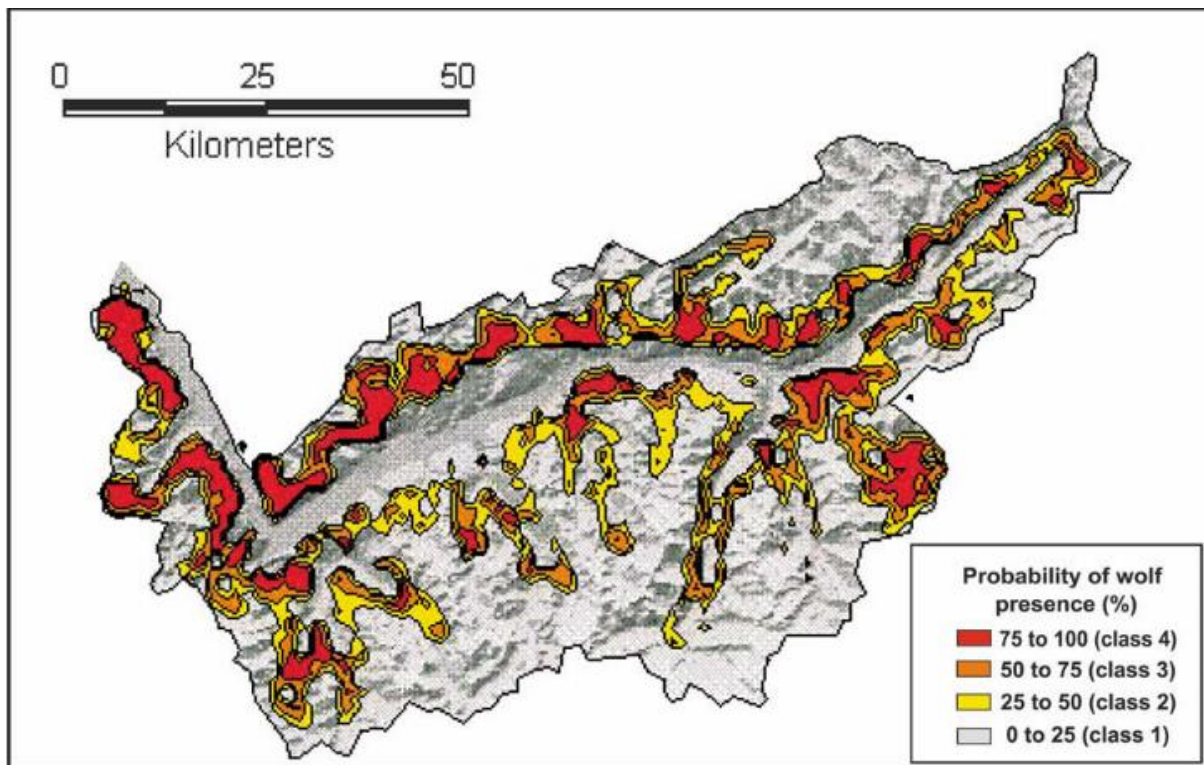 0 25 50
Kilometers
Probability of wolf
presence (%)
75 to 100 (class 4)
50 to 75 (class 3)
25 to 50 (class 2)
0 to 25 (class 1)